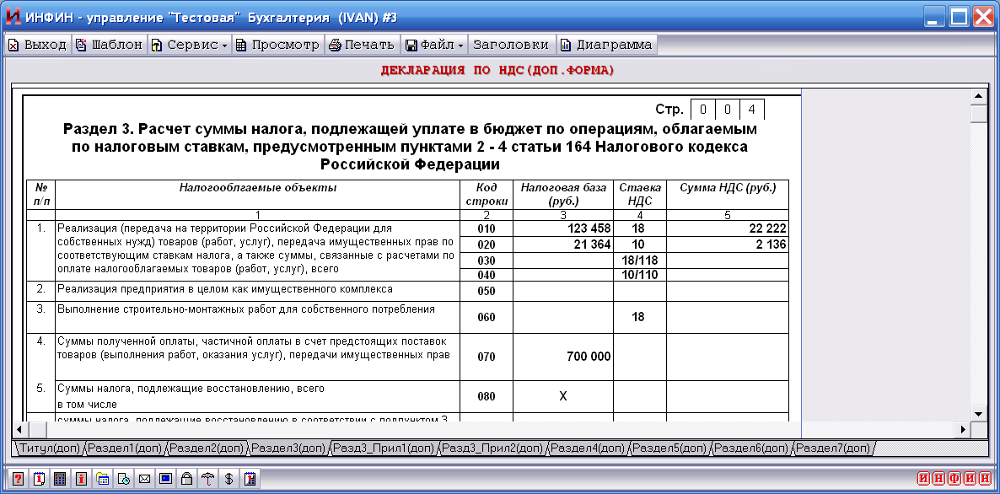 ИНФИН - управление "Тестовая" Бухгалтерия (IVAN) #3
Выход Шаблон Сервис Просмотр Печать Файл Заголовки Диаграмма
ДЕКЛАРАЦИЯ ПО НДС(ДОП.ФОРМА)
Стр. 0 0 4
Раздел 3. Расчет суммы налога, подлежащей уплате в бюджет по операциям, облагаемым
по налоговым ставкам, предусмотренным пунктами 2 - 4 статьи 164 Налогового кодекса
Российской Федерации
№ п/п Налогооблгаемые объекты Код строки Налоговая база (руб.) Ставка НДС Сумма НДС (руб.)
1 2 3 4 5
1. Реализация (передача на территории Российской Федерации для 010 123 458 18 22 222
собственных нужд) товаров (работ, услуг), передача имущественных прав по 020 21 364 10 2 136
соответствующим ставкам налога, а также суммы, связанные с расчетами по 030 18/118
оплате налогооблагаемых товаров (работ, услуг), всего 040 10/110
2. Реализация предприятия в целом как имущественного комплекса 050
3. Выполнение строительно-монтажных работ для собственного потребления 060 18
4. Суммы полученной оплаты, частичной оплаты в счет предстоящих поставок
товаров (выполнения работ, оказания услуг), передачи имущественных прав 070 700 000
5. Суммы налога, подлежащие восстановлению, всего 080 X
в том числе
суммы налога, подлежащие восстановлению в соответствии с подпунктом 3
Титул(доп) Раздел1(доп) Раздел2(доп) Раздел3(доп) Разд3_Прил1(доп) Разд3_Прил2(доп) Раздел4(доп) Раздел5(доп) Раздел6(доп) Раздел7(доп)
ИНФИН